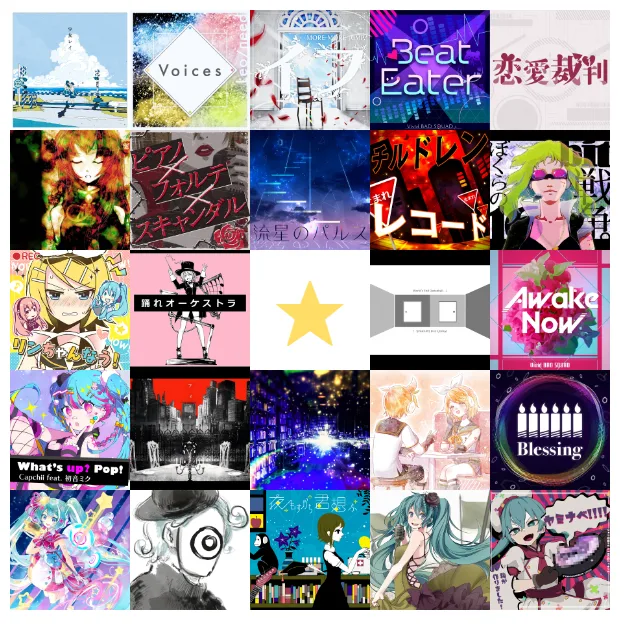 Voices
イフ
Beat
Eater
Vivid BAD SQUAD
恋愛裁判
ピアノ
×
フォルテ
×
スキャンダル
流星のパルス
チルドレン
レコード
ぼくらの
戦争
REC
リンちゃんなう!
踊れオーケストラ
Awake
Now
Vivid BAD SQUAD
What's up? Pop!
Capchii feat. 初音ミク
Blessing
夜もすがら君想ふ
ヤミナベ!!!!